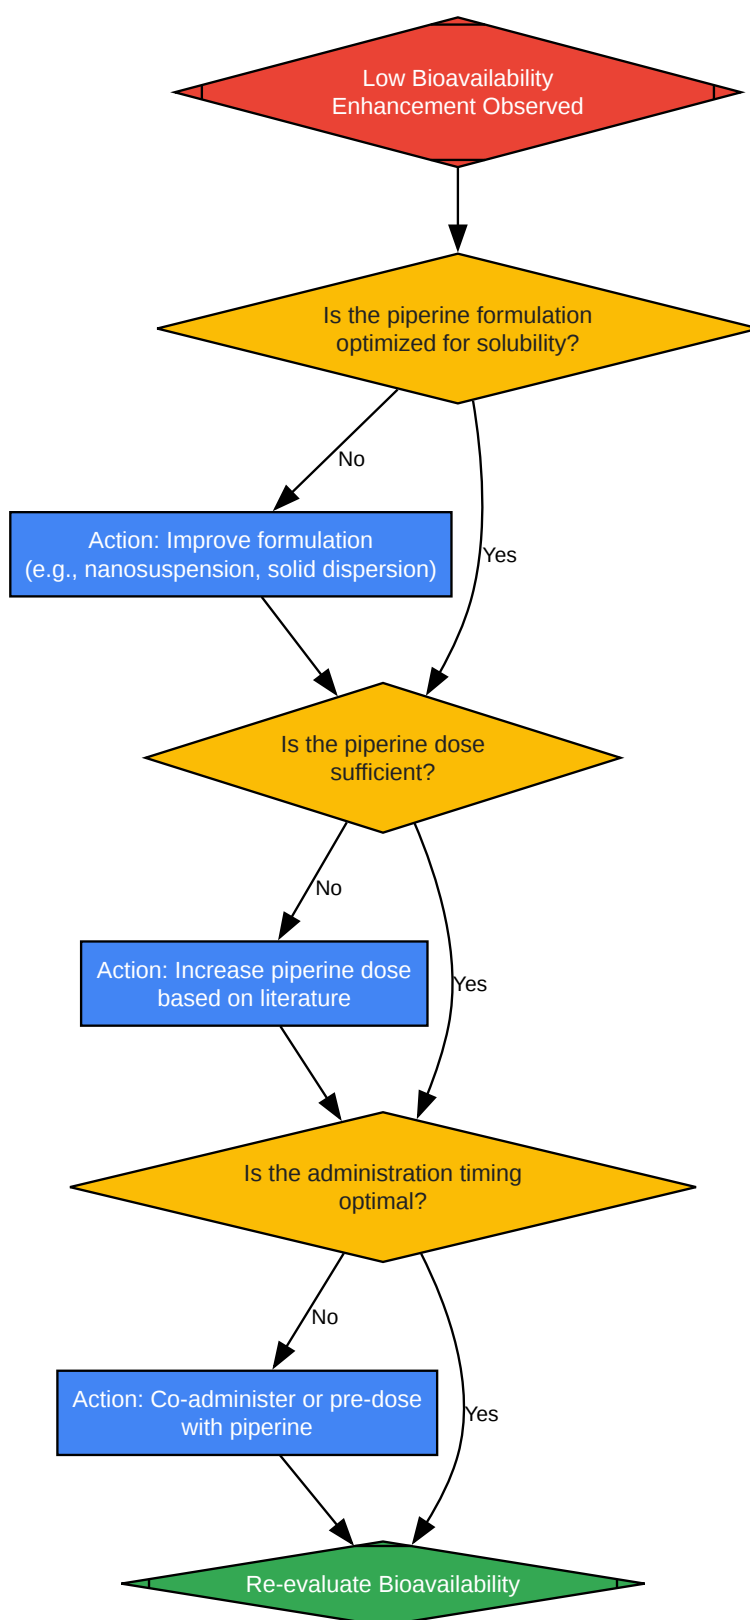 Low Bioavailability
Enhancement Observed
Is the piperine formulation
optimized for solubility?
No
Action: Improve formulation
(e.g., nanosuspension, solid dispersion)
Yes
Is the piperine dose
sufficient?
No
Action: Increase piperine dose
based on literature
Yes
Is the administration timing
optimal?
No
Action: Co-administer or pre-dose
with piperine
Yes
Re-evaluate Bioavailability